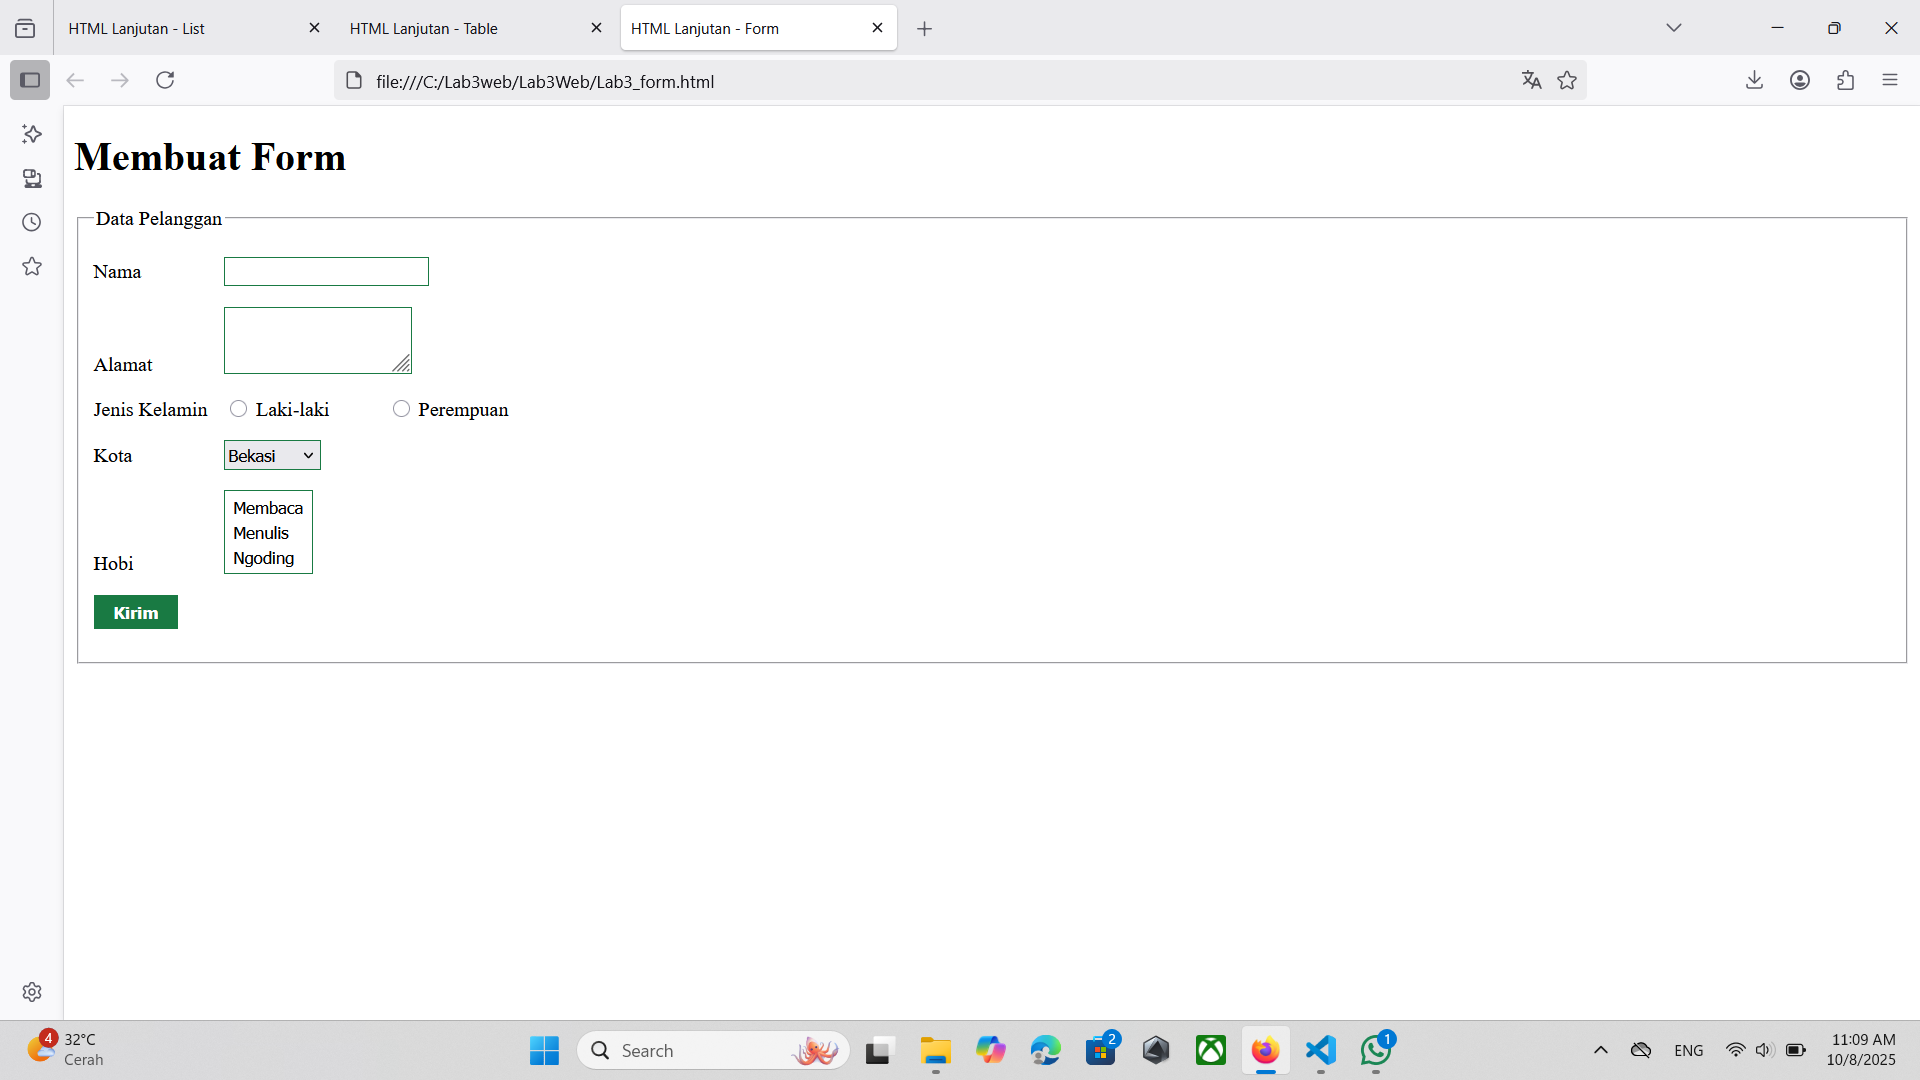 HTML Lanjutan - List
HTML Lanjutan - Table
HTML Lanjutan - Form
file:///C:/Lab3web/Lab3Web/Lab3_form.html
Membuat Form
Data Pelanggan
Nama
Alamat
Jenis Kelamin Laki-laki Perempuan
Kota Bekasi
Membaca
Menulis
Ngoding
Hobi
Kirim
4
32°C
Cerah
Search
2
1
ENG
11:09 AM
10/8/2025